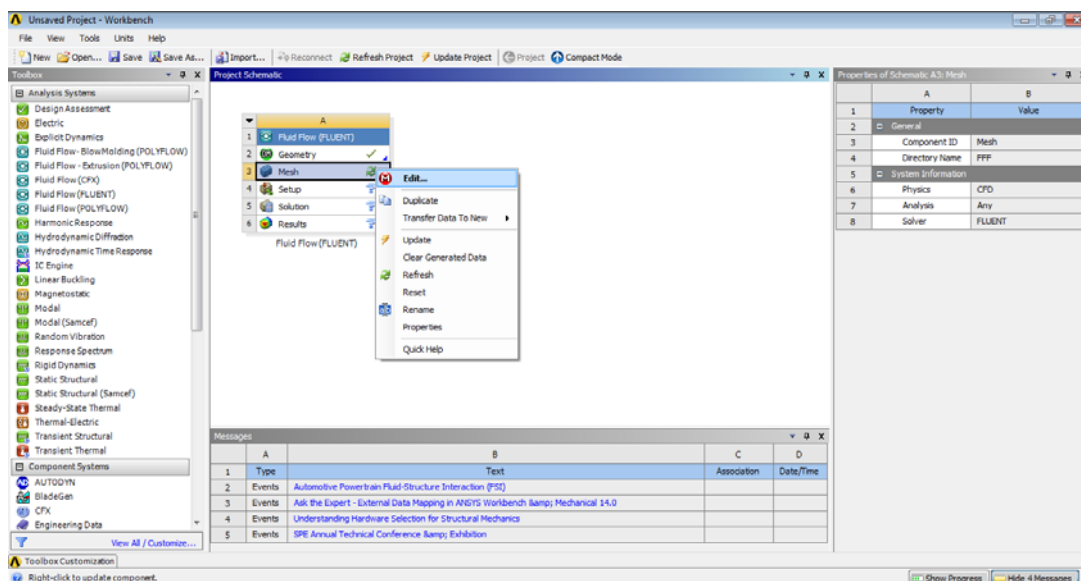 Unsaved Project - Workbench
File View Tools Units Help
New Open... Save Save As... Import... Reconnect Refresh Project Update Project Project Compact Mode
Toolbox
Analysis Systems
Design Assessment
Electric
Explicit Dynamics
Fluid Flow- BlowMolding (POLYFLOW)
Fluid Flow - Extrusion (POLYFLOW)
Fluid Flow (CFX)
Fluid Flow (FLUENT)
Fluid Flow (POLYFLOW)
Harmonic Response
Hydrodynamic Diffraction
Hydrodynamic Time Response
IC Engine
Linear Buckling
Magnetostatic
Modal
Modal (Samcef)
Random Vibration
Response Spectrum
Rigid Dynamics
Static Structural
Static Structural (Samcef)
Steady-State Thermal
Thermal-Electric
Transient Structural
Transient Thermal
Component Systems
AUTODYN
BladeGen
CFX
Engineering Data
View All / Customize...
Project Schematic
A
1 Fluid Flow (FLUENT)
2 Geometry
3 Mesh
4 Setup
5 Solution
6 Results
Fluid Flow (FLUENT)
Edit...
Duplicate
Transfer Data To New
Update
Clear Generated Data
Refresh
Reset
Rename
Properties
Quick Help
Messages
A B C D
1 Type Text Association Date/Time
2 Events Automotive Powertrain Fluid-Structure Interaction (FSI)
3 Events Ask the Expert - External Data Mapping in ANSYS Workbench &amp; Mechanical 14.0
4 Events Understanding Hardware Selection for Structural Mechanics
5 Events SPE Annual Technical Conference &amp; Exhibition
Properties of Schematic A3: Mesh
A B
1 Property Value
2 General
3 Component ID Mesh
4 Directory Name FFF
5 System Information
6 Physics CFD
7 Analysis Any
8 Solver FLUENT
Toolbox Customization
Right-click to update component.
Show Progress Hide 4 Messages